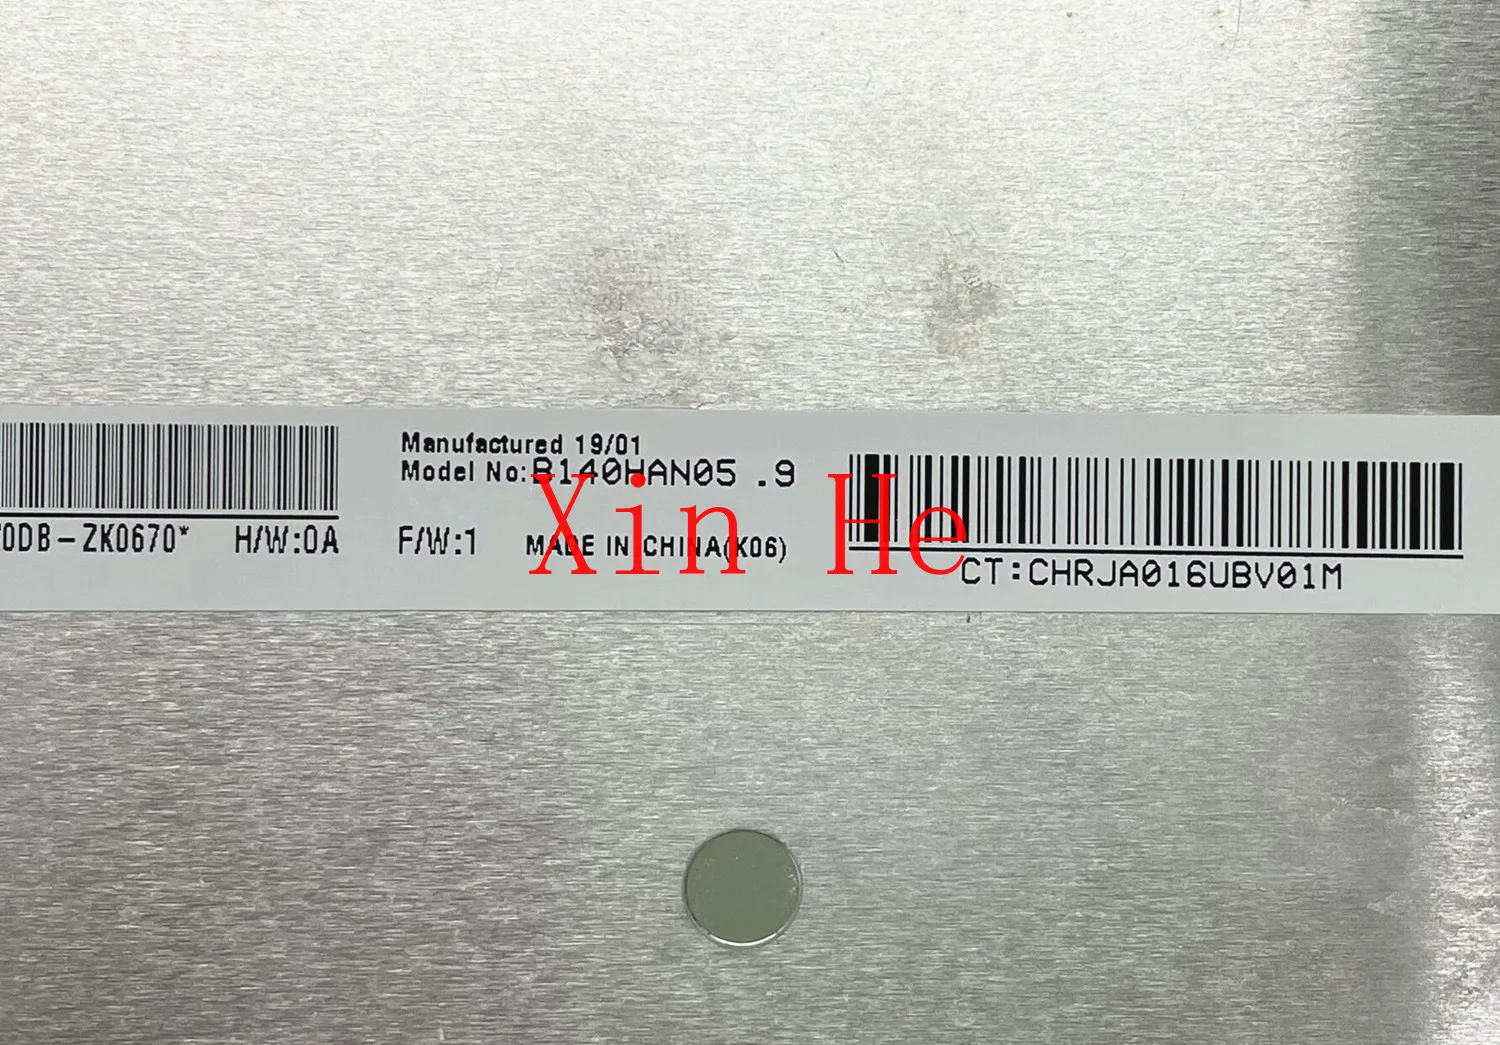 Manufactured 19/01
Model No:B140HAN05 .9
0DB-ZK0670* H/W:0A F/W:1 MADE IN CHINA(K06)
CT:CHRJA016UBV01M
Xin He